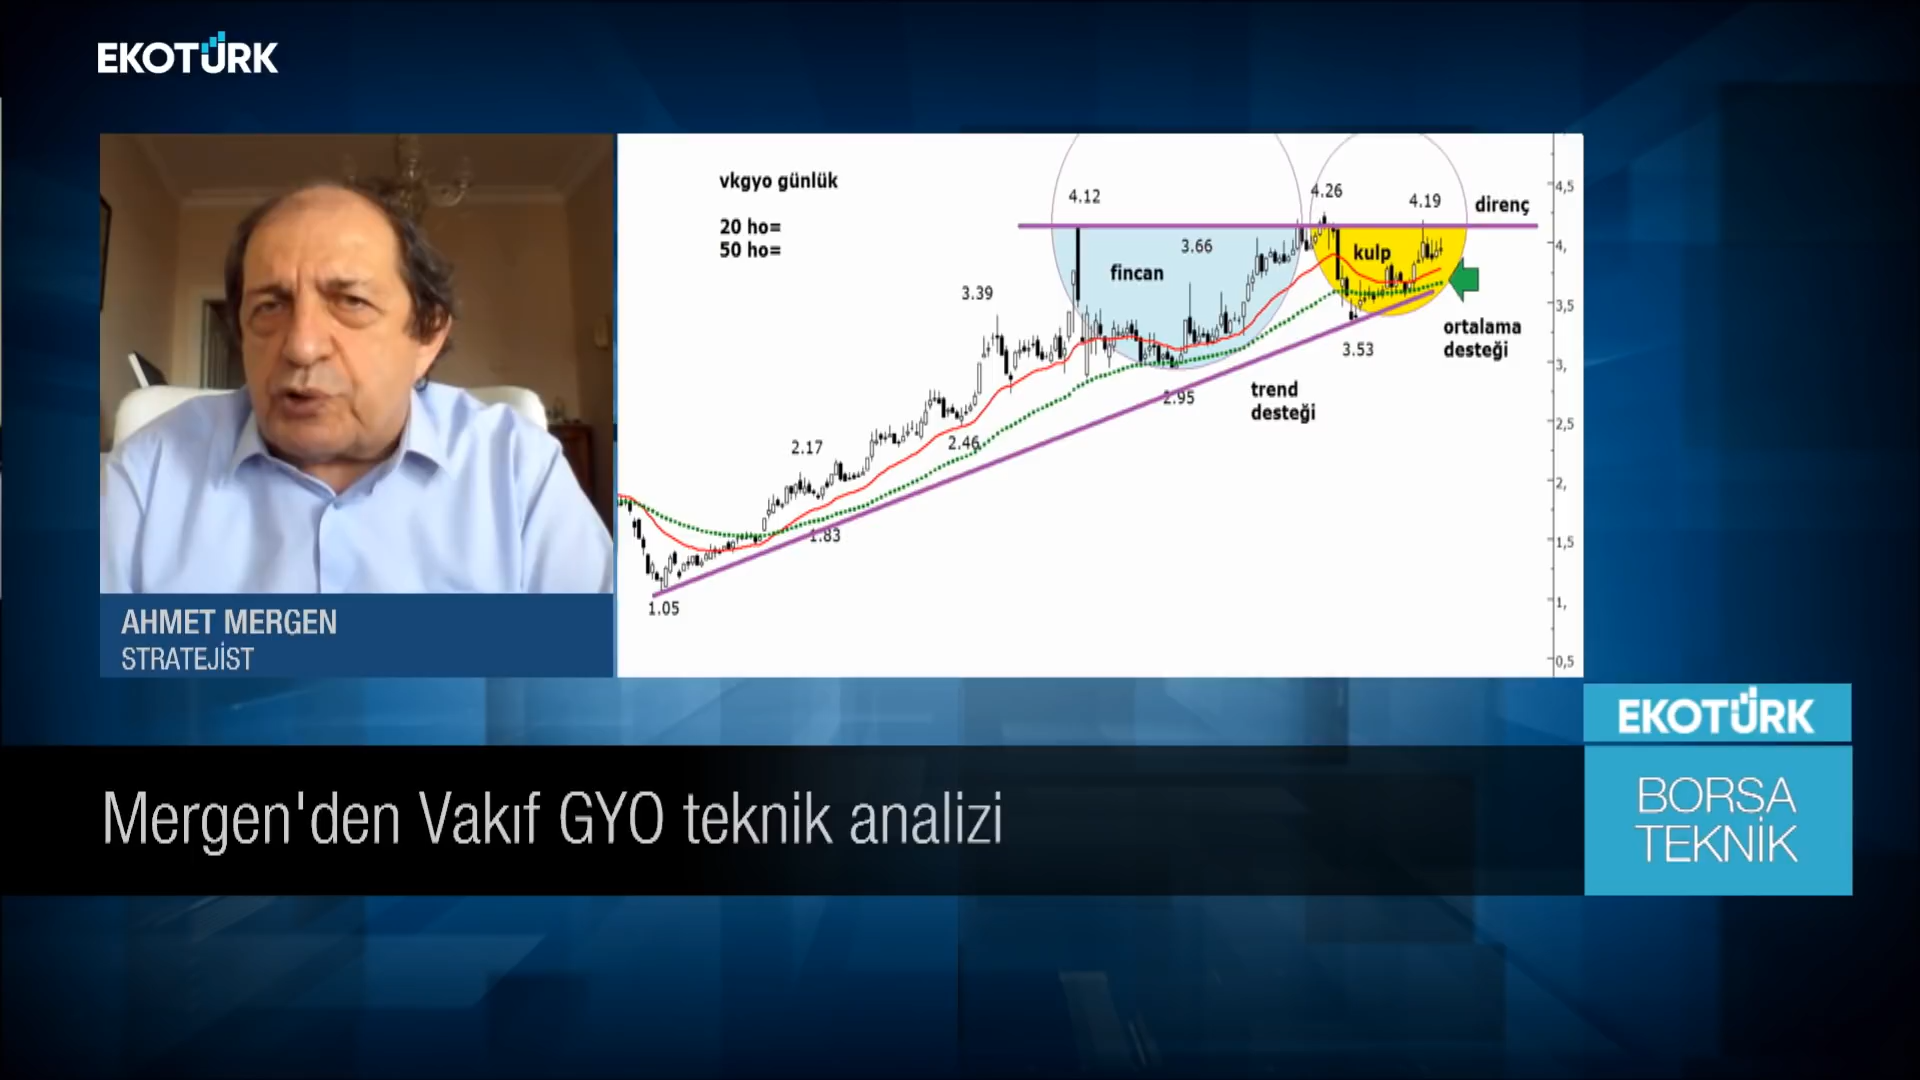 EKOTÜRK
vkgyo günlük
20 ho=
50 ho=
4.12
4.26
4.19
direnç
3.66
kulp
fincan
3.39
ortalama
desteği
3.53
trend
desteği
2.95
2.17
2.46
1.83
1.05
4,5
4,
3,5
3,
2,5
2,
1,5
1,
0,5
AHMET MERGEN
STRATEJİST
EKOTÜRK
BORSA
TEKNİK
Mergen'den Vakıf GYO teknik analizi